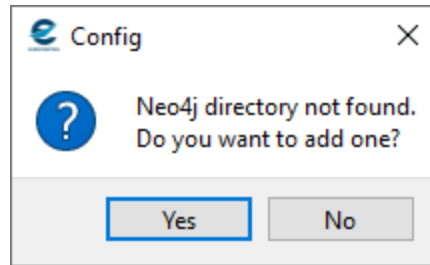 Config
Neo4j directory not found.
Do you want to add one?
Yes
No